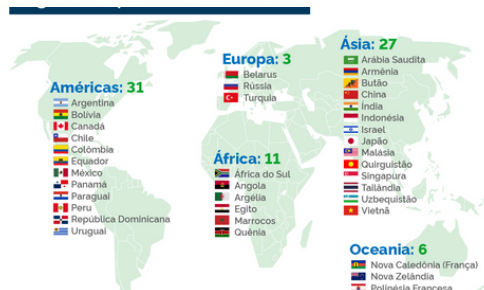 Europa: 3
Belarus
Rússia
Turquia
Ásia: 27
Arábia Saudita
Armênia
Butão
China
Índia
Indonésia
Israel
Japão
Malásia
Quirguistão
Singapura
Tailândia
Uzbequistão
Vietnã
Américas: 31
Argentina
Bolívia
Canadá
Chile
Colômbia
Equador
México
Panamá
Paraguai
Peru
República Dominicana
Uruguai
África: 11
África do Sul
Angola
Argélia
Egito
Marrocos
Quênia
Oceania: 6
Nova Caledônia (França)
Nova Zelândia
Polinésia Francesa